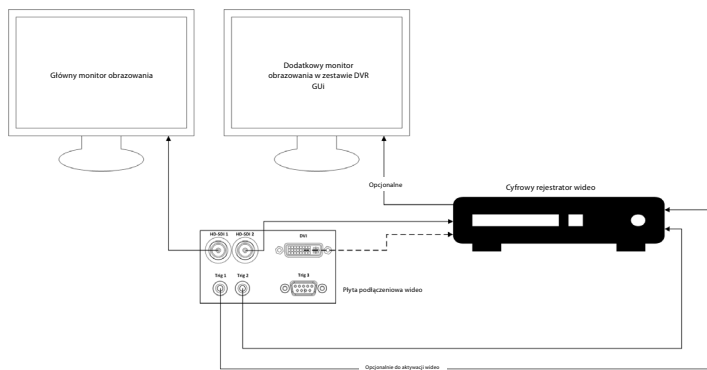 Główny monitor obrazowania
Dodatkowy monitor
obrazowania w zestawie DVR
GUi
Opcjonalne
Cyfrowy rejestrator wideo
HD-SDI 1
HD-SDI 2
DVI
Trig 1
Trig 2
Trig 3
Płyta podłączeniowa wideo
Opcjonalnie do aktywacji wideo